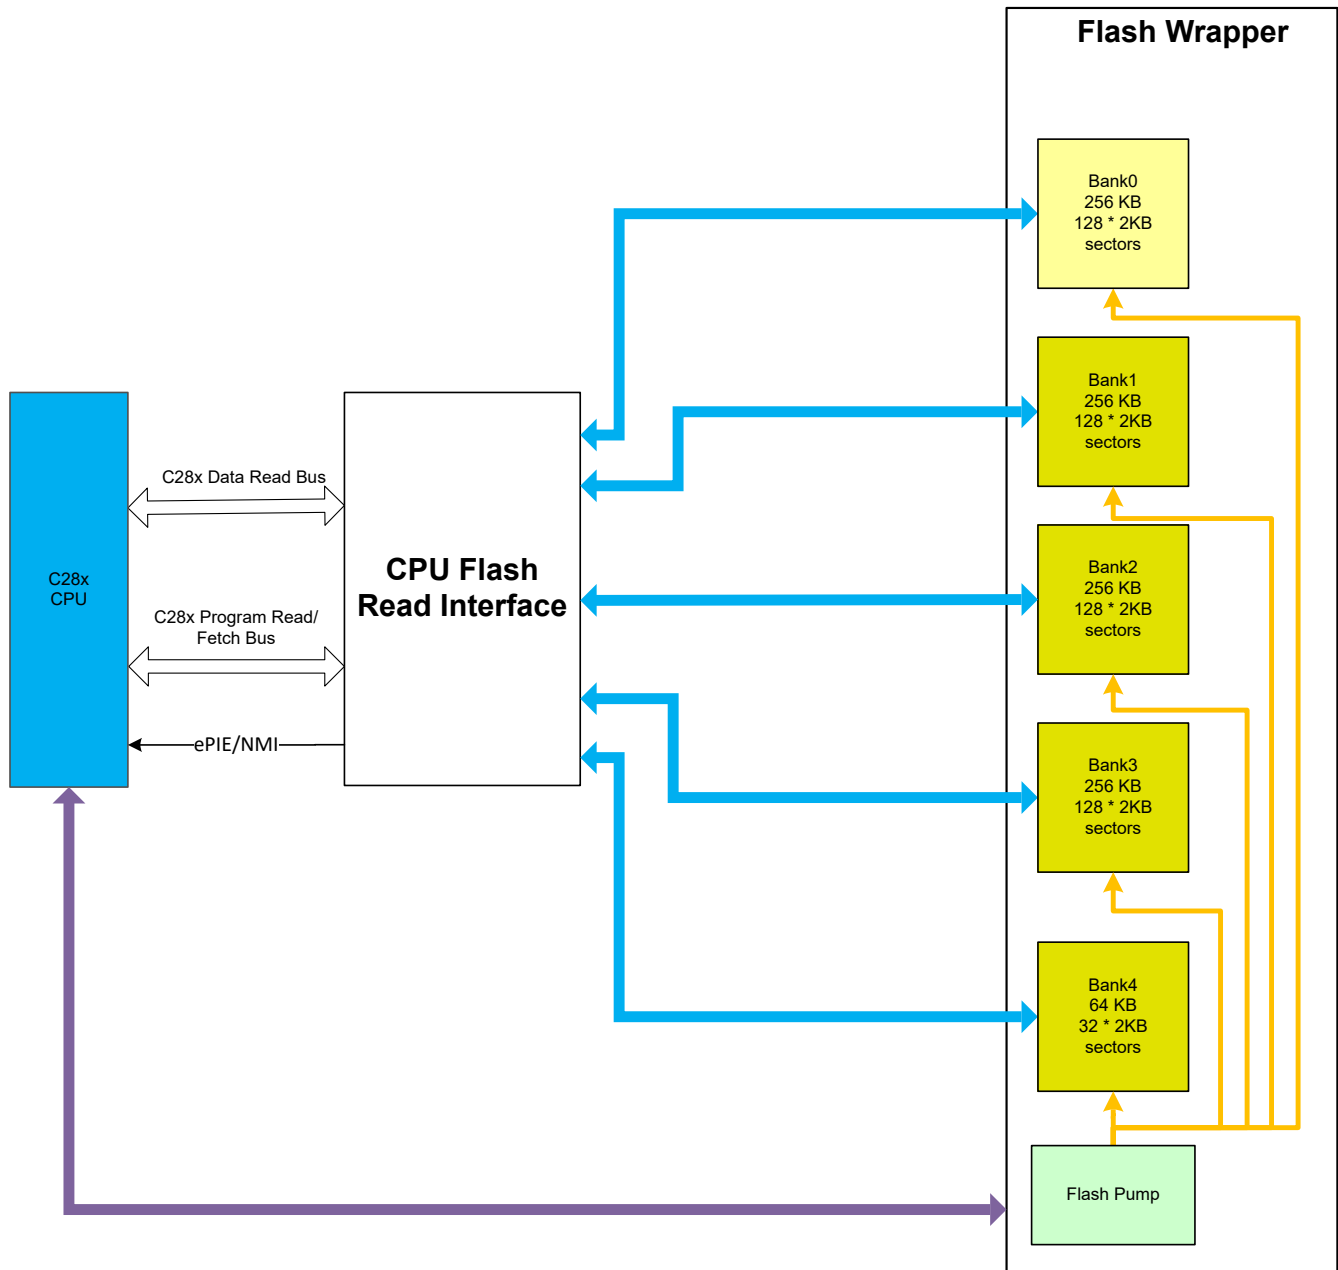 Flash Wrapper
Bank0
256 KB
128 * 2KB
sectors
Bank1
256 KB
128 * 2KB
sectors
C28x Data Read Bus
CPU Flash
Read Interface
C28x
CPU
Bank2
256 KB
128 * 2KB
sectors
C28x Program Read/
Fetch Bus
ePIE/NMI
Bank3
256 KB
128 * 2KB
sectors
Bank4
64 KB
32 * 2KB
sectors
Flash Pump